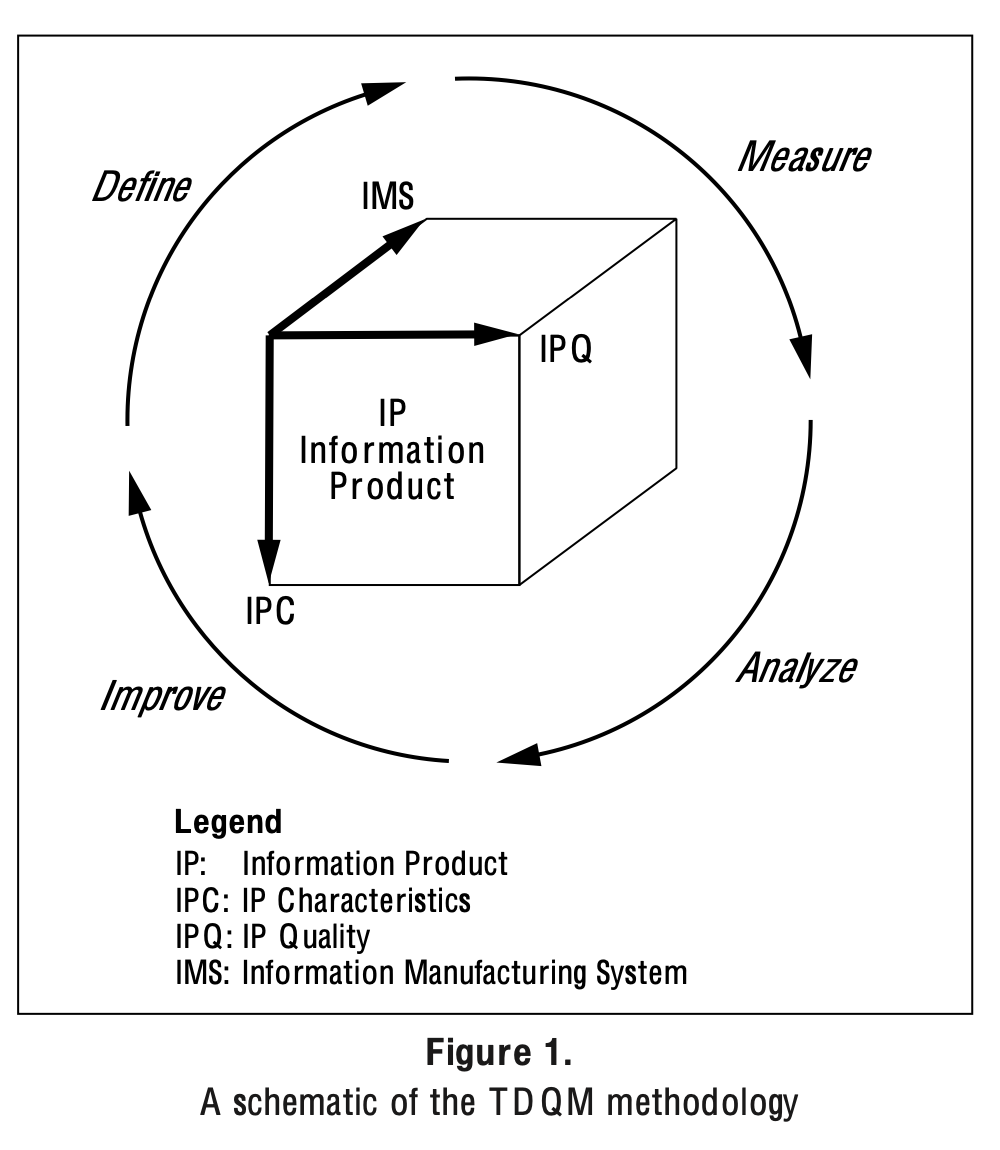 Define
Measure
IMS
IPQ
IP
Information
Product
IPC
Improve
Analyze
Legend
IP: Information Product
IPC: IP Characteristics
IPQ: IP Quality
IMS: Information Manufacturing System
Figure 1.
A schematic of the TDQM methodology